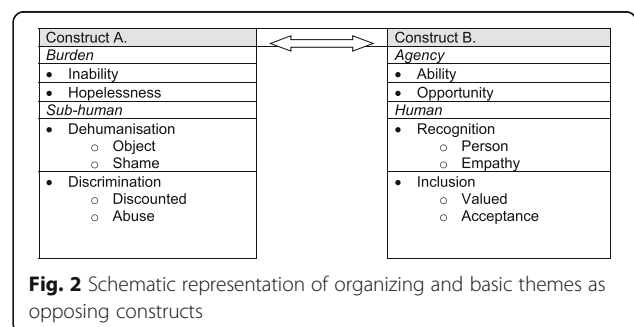 Construct A.
Burden
• Inability
• Hopelessness
Sub-human
• Dehumanisation
o Object
o Shame
• Discrimination
o Discounted
o Abuse
Construct B.
Agency
• Ability
• Opportunity
Human
• Recognition
o Person
o Empathy
• Inclusion
o Valued
o Acceptance
Fig. 2 Schematic representation of organizing and basic themes as
opposing constructs